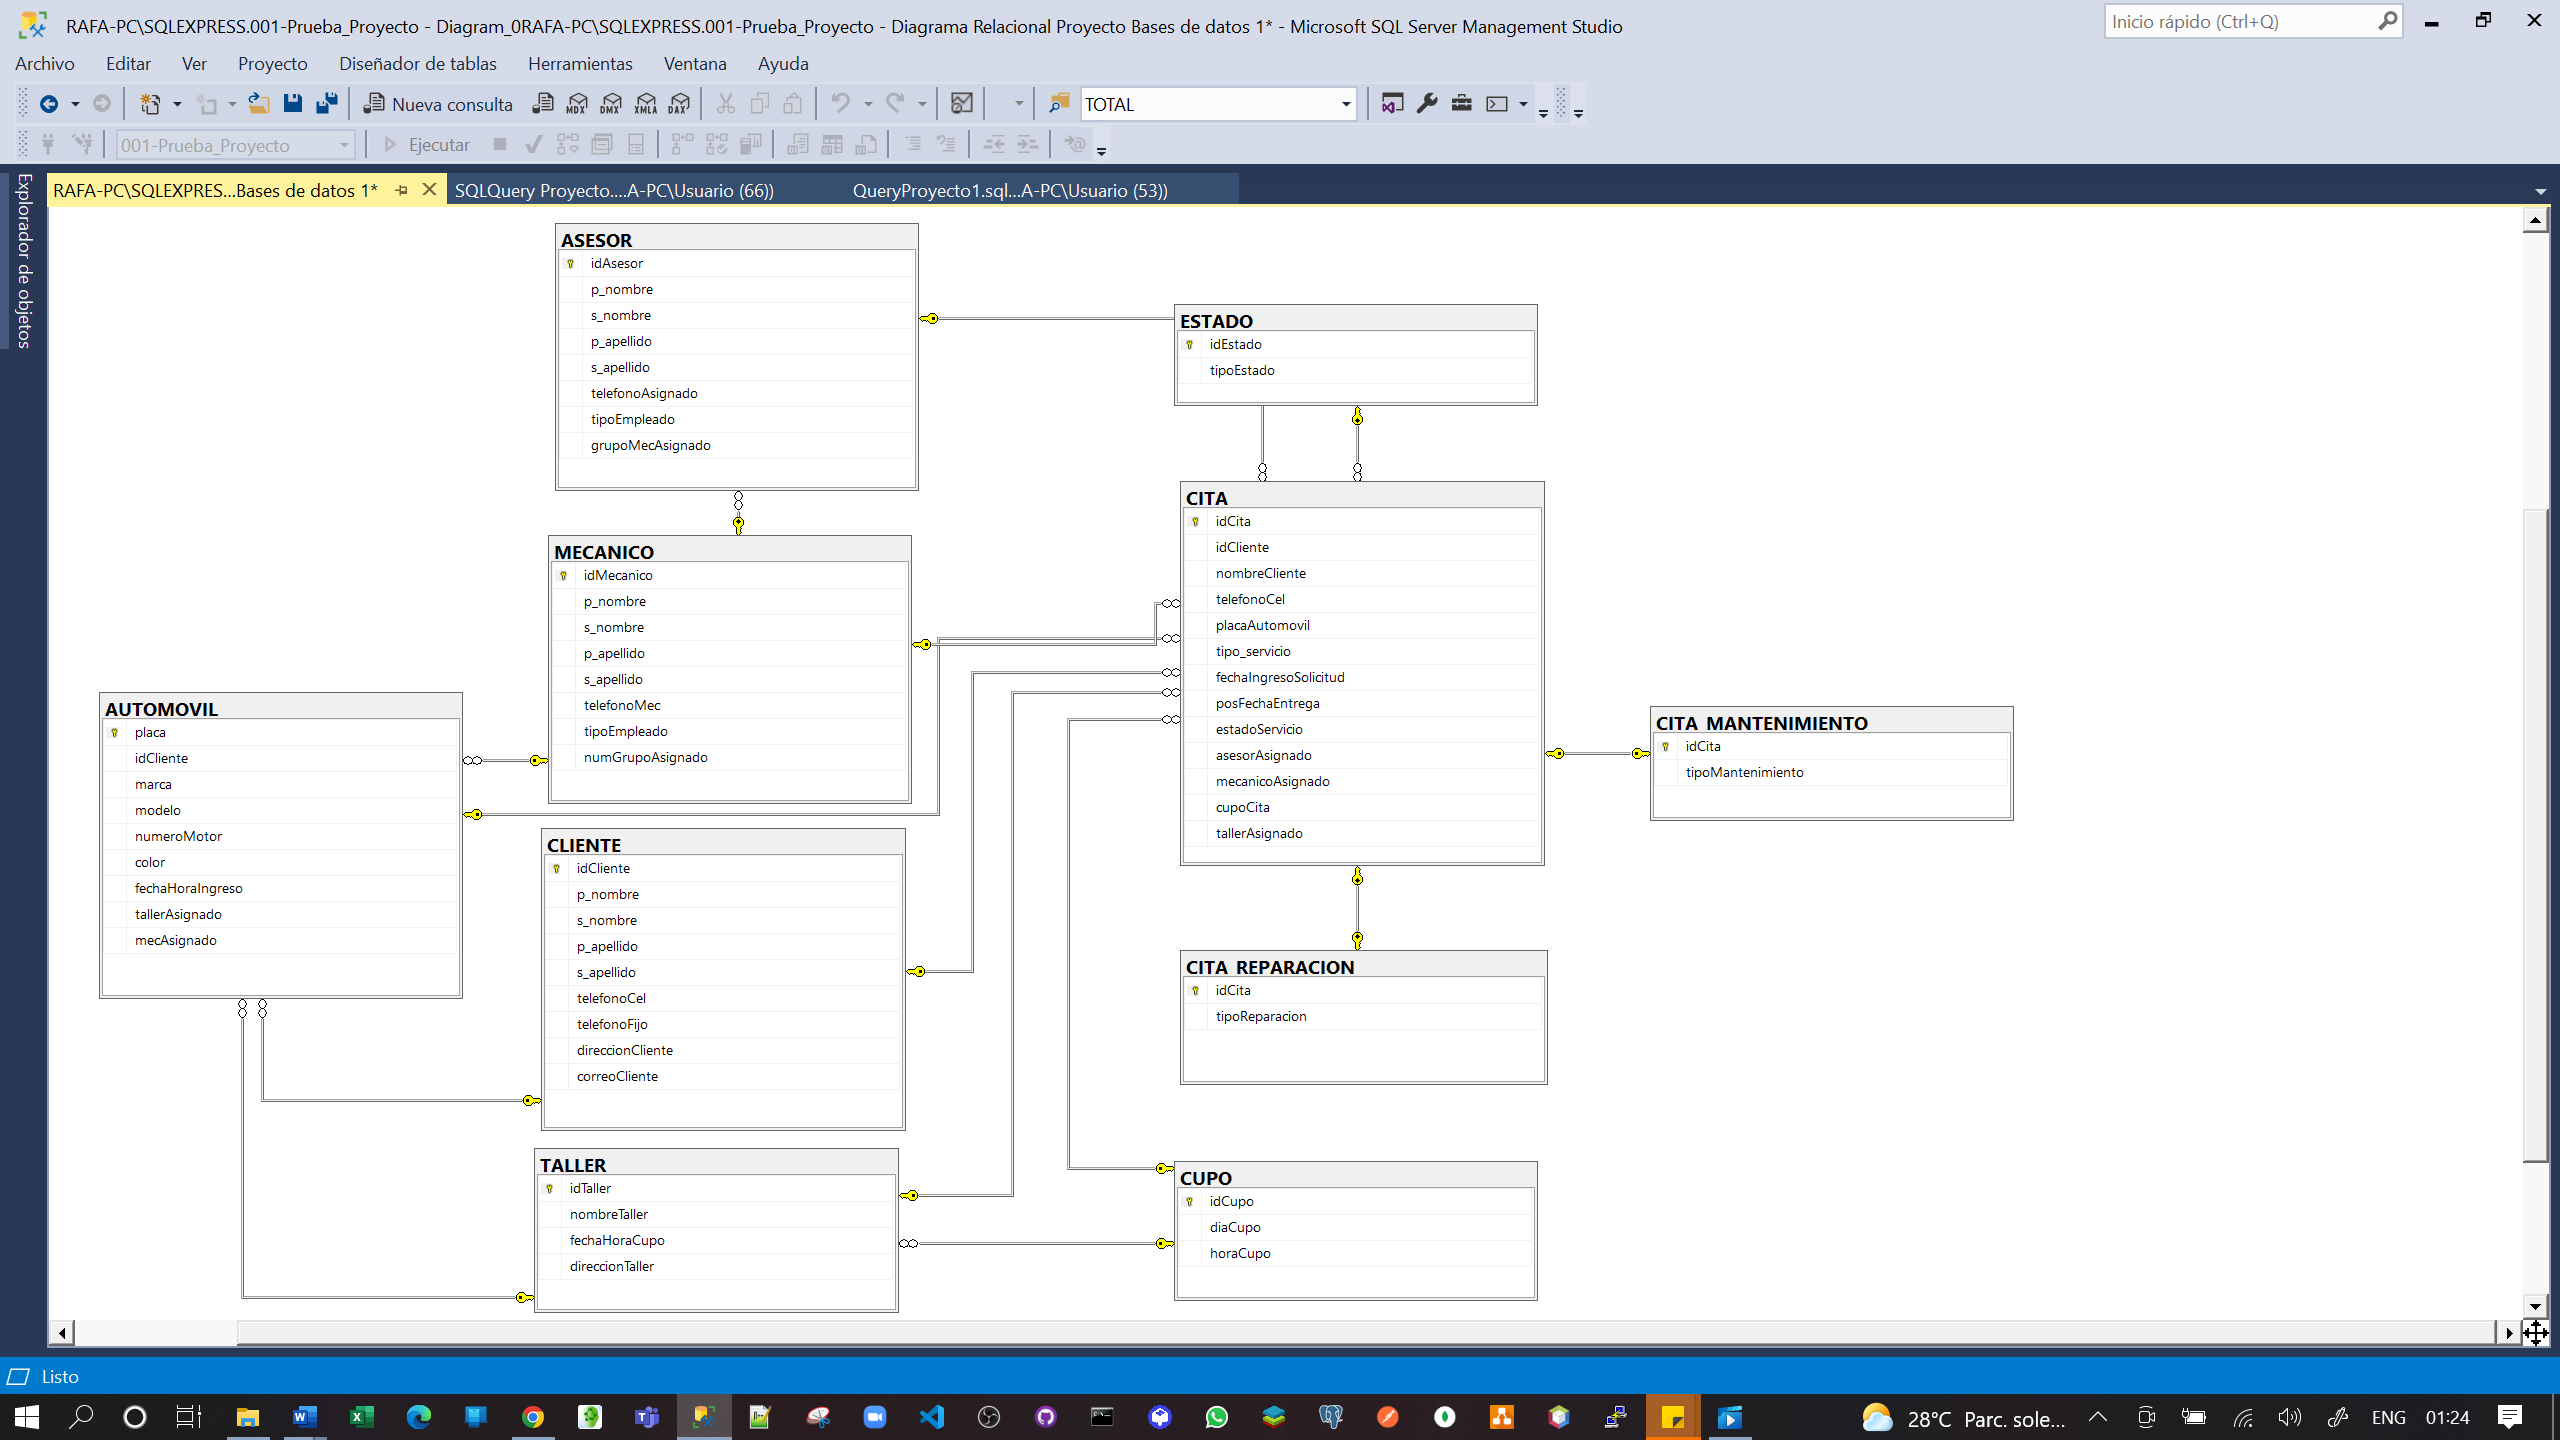 RAFA-PC\SQLEXPRESS.001-Prueba_Proyecto - Diagram_0RAFA-PC\SQLEXPRESS.001-Prueba_Proyecto - Diagrama Relacional Proyecto Bases de datos 1* - Microsoft SQL Server Management Studio
Inicio rápido (Ctrl+Q)
Archivo Editar Ver Proyecto Diseñador de tablas Herramientas Ventana Ayuda
Nueva consulta MDX DMX XMLA DAX TOTAL
001-Prueba_Proyecto Ejecutar
Explorador de objetos
RAFA-PC\SQLEXPRES...Bases de datos 1* SQLQuery Proyecto....A-PC\Usuario (66)) QueryProyecto1.sql...A-PC\Usuario (53))
ASESOR
idAsesor
p_nombre
s_nombre
p_apellido
s_apellido
telefonoAsignado
tipoEmpleado
grupoMecAsignado
ESTADO
idEstado
tipoEstado
MECANICO
idMecanico
p_nombre
s_nombre
p_apellido
s_apellido
telefonoMec
tipoEmpleado
numGrupoAsignado
CITA
idCita
idCliente
nombreCliente
telefonoCel
placaAutomovil
tipo_servicio
fechaIngresoSolicitud
posFechaEntrega
estadoServicio
asesorAsignado
mecanicoAsignado
cupoCita
tallerAsignado
AUTOMOVIL
placa
idCliente
marca
modelo
numeroMotor
color
fechaHoraIngreso
tallerAsignado
mecAsignado
CITA_MANTENIMIENTO
idCita
tipoMantenimiento
CLIENTE
idCliente
p_nombre
s_nombre
p_apellido
s_apellido
telefonoCel
telefonoFijo
direccionCliente
correoCliente
CITA_REPARACION
idCita
tipoReparacion
TALLER
idTaller
nombreTaller
fechaHoraCupo
direccionTaller
CUPO
idCupo
diaCupo
horaCupo
Listo
28°C Parc. sole... ENG 01:24